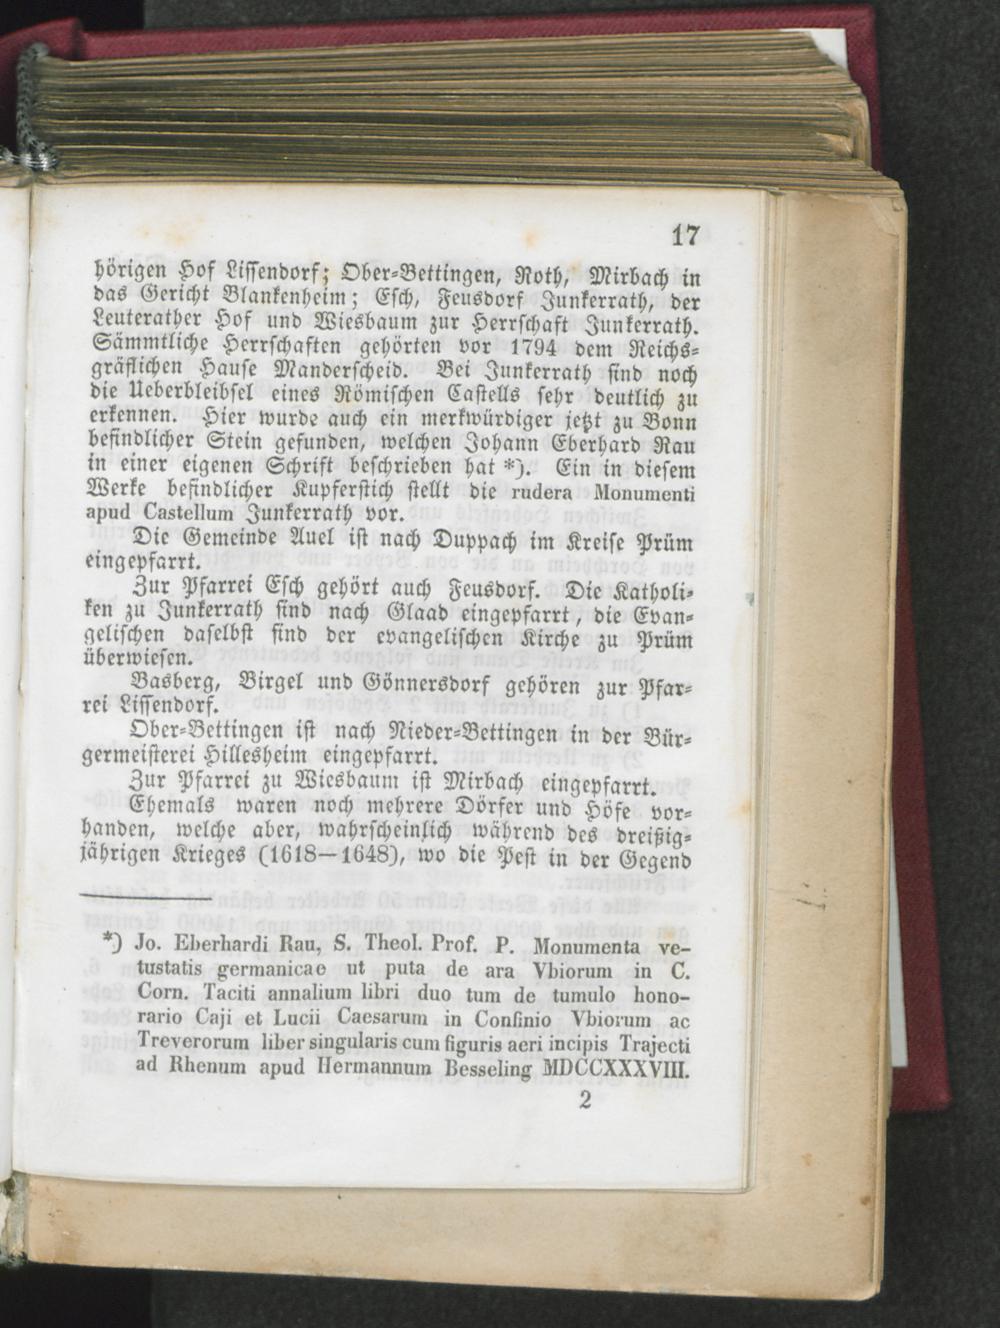 17
hörigen Hof Lissendorf; Ober-Bettingen, Roth, Mirbach in
das Gericht Blankenheim; Esch, Feusdorf Junkerrath, der
Leuterather Hof und Wiesbaum zur Herrschaft Junkerrath.
Sämmtliche Herrschaften gehörten vor 1794 dem Reichs-
gräflichen Hause Manderscheid. Bei Junkerrath sind noch
die Ueberbleibsel eines Römischen Castells sehr deutlich zu
erkennen. Hier wurde auch ein merkwürdiger jetzt zu Bonn
befindlicher Stein gefunden, welchen Johann Eberhard Rau
in einer eigenen Schrift beschrieben hat *). Ein in diesem
Werke befindlicher Kupferstich stellt die rudera Monumenti
apud Castellum Junkerrath vor.
Die Gemeinde Auel ist nach Duppach im Kreise Prüm
eingepfarrt.
Zur Pfarrei Esch gehört auch Feusdorf. Die Katholi-
ken zu Junkerrath sind nach Glaad eingepfarrt, die Evan-
gelischen daselbst find der evangelischen Kirche zu Prüm
überwiesen.
Basberg, Birgel und Gönnersdorf gehören zur Pfar-
rei Lissendorf.
Ober-Bettingen ist nach Nieder-Bettingen in der Bür-
germeisterei Hillesheim eingepfarrt.
Zur Pfarrei zu Wiesbaum ist Mirbach eingepfarrt.
Ehemals waren noch mehrere Dörfer und Höfe vor-
handen, welche aber, wahrscheinlich während des dreißig-
jährigen Krieges (1618—1648), wo die Pest in der Gegend
*) Jo. Eberhardi Rau, S. Theol. Prof. P. Monumenta ve-
tustatis germanicae ut puta de ara Vbiorum in C.
Corn. Taciti annalium libri duo tum de tumulo hono-
rario Caji et Lucii Caesarum in Confinio Vbiorum ac
Treverorum liber singularis cum figuris aeri incipis Trajecti
ad Rhenum apud Hermannum Besseling MDCCXXXVIII.
2